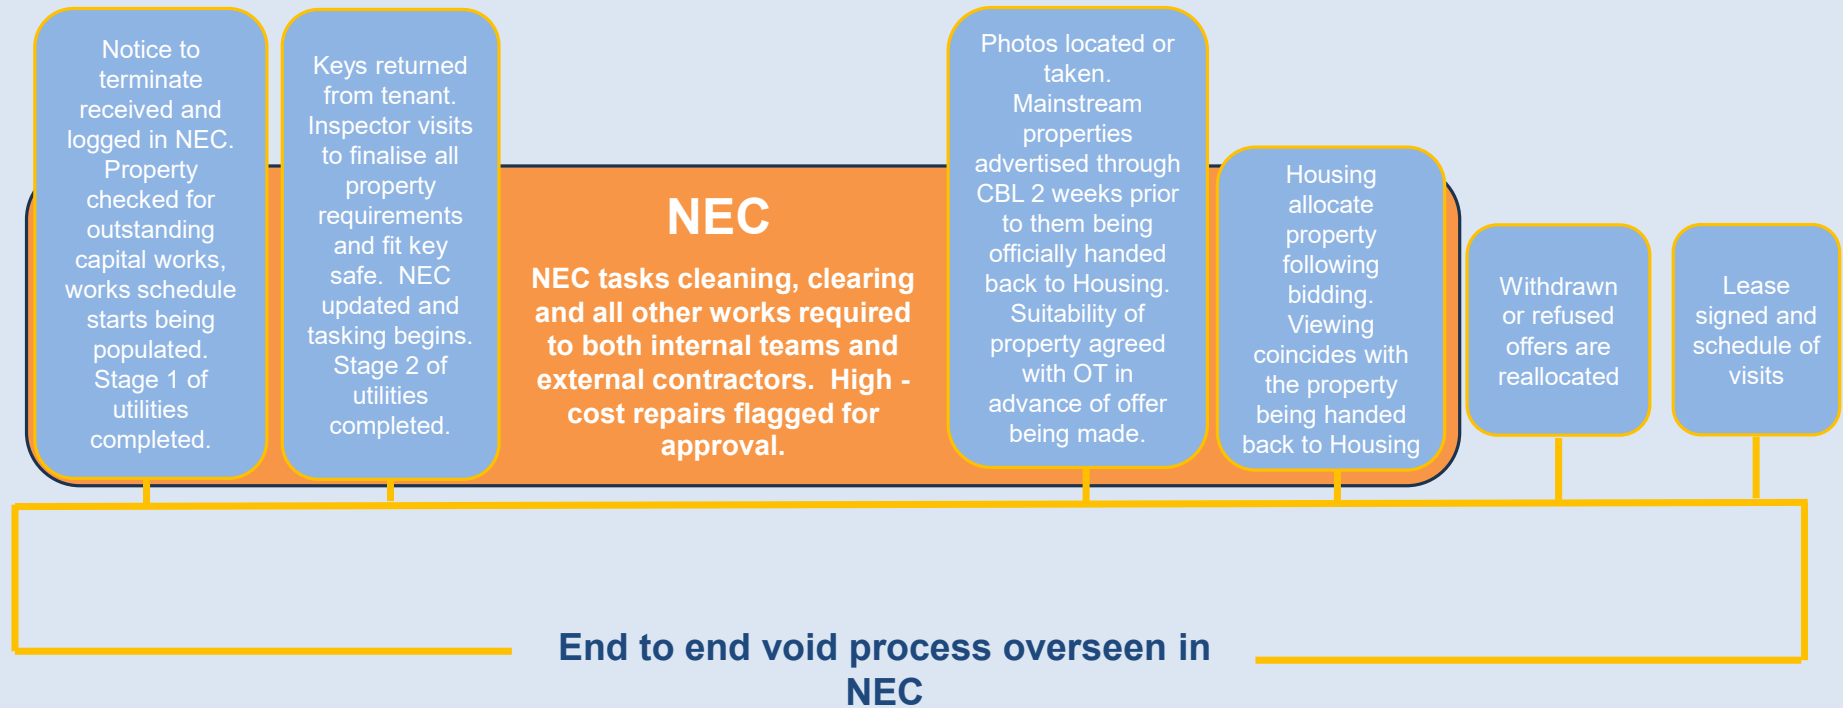 Notice to
terminate
received and
logged in NEC.
Property
checked for
outstanding
capital works,
works schedule
starts being
populated.
Stage 1 of
utilities
completed.
Keys returned
from tenant.
Inspector visits
to finalise all
property
requirements
and fit key
safe.  NEC
updated and
tasking begins.
Stage 2 of
utilities
completed.
NEC
NEC tasks cleaning, clearing
and all other works required
to both internal teams and
external contractors.  High -
cost repairs flagged for
approval.
Photos located or
taken.
Mainstream
properties
advertised through
CBL 2 weeks prior
to them being
officially handed
back to Housing.
Suitability of
property agreed
with OT in
advance of offer
being made.
Housing
allocate
property
following
bidding.
Viewing
coincides with
the property
being handed
back to Housing
Withdrawn
or refused
offers are
reallocated
Lease
signed and
schedule of
visits
End to end void process overseen in
NEC